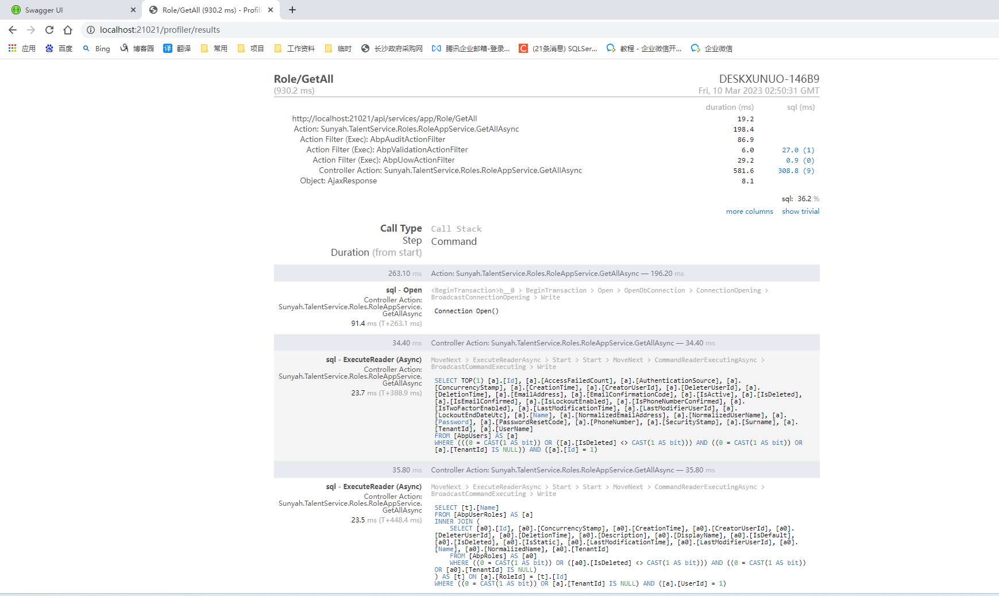 Swagger UI
Role/GetAll (930.2 ms) - Profili
localhost:21021/profiler/results
应用 百度 Bing 博客园 译 翻译 常用 项目 工作资料 临时 长沙政府采购网 腾讯企业邮箱-登录... C (21条消息) SQLSer... 教程 - 企业微信开... 企业微信
Role/GetAll DESKXUNUO-146B9
(930.2 ms) Fri, 10 Mar 2023 02:50:31 GMT
duration (ms) sql (ms)
http://localhost:21021/api/services/app/Role/GetAll 19.2
Action: Sunyah.TalentService.Roles.RoleAppService.GetAllAsync 198.4
Action Filter (Exec): AbpAuditActionFilter 86.9
Action Filter (Exec): AbpValidationActionFilter 6.0 27.0 (1)
Action Filter (Exec): AbpUowActionFilter 29.2 0.9 (0)
Controller Action: Sunyah.TalentService.Roles.RoleAppService.GetAllAsync 581.6 308.8 (9)
Object: AjaxResponse 8.1
sql: 36.2 %
more columns show trivial
Call Type Call Stack
Step Command
Duration (from start)
263.10 ms Action: Sunyah.TalentService.Roles.RoleAppService.GetAllAsync — 196.20 ms
sql - Open
Controller Action:
Sunyah.TalentService.Roles.RoleAppService.
GetAllAsync
91.4 ms (T+263.1 ms)
<BeginTransaction>b__0 > BeginTransaction > Open > OpenDbConnection > ConnectionOpening >
BroadcastConnectionOpening > Write
Connection Open()
34.40 ms Controller Action: Sunyah.TalentService.Roles.RoleAppService.GetAllAsync — 34.40 ms
sql - ExecuteReader (Async)
Controller Action:
Sunyah.TalentService.Roles.RoleAppService.
GetAllAsync
23.7 ms (T+388.9 ms)
MoveNext > ExecuteReaderAsync > Start > Start > MoveNext > CommandReaderExecutingAsync >
BroadcastCommandExecuting > Write
SELECT TOP(1) [a].[Id], [a].[AccessFailedCount], [a].[AuthenticationSource], [a].
[ConcurrencyStamp], [a].[CreationTime], [a].[CreatorUserId], [a].[DeleterUserId], [a].
[DeletionTime], [a].[EmailAddress], [a].[EmailConfirmationCode], [a].[IsActive], [a].[IsDeleted],
[a].[IsEmailConfirmed], [a].[IsLockoutEnabled], [a].[IsPhoneNumberConfirmed], [a].
[IsTwoFactorEnabled], [a].[LastModificationTime], [a].[LastModifierUserId], [a].
[LockoutEndDateUtc], [a].[Name], [a].[NormalizedEmailAddress], [a].[NormalizedUserName], [a].
[Password], [a].[PasswordResetCode], [a].[PhoneNumber], [a].[SecurityStamp], [a].[Surname], [a].
[TenantId], [a].[UserName]
FROM [AbpUsers] AS [a]
WHERE (((0 = CAST(1 AS bit)) OR ([a].[IsDeleted] <> CAST(1 AS bit))) AND ((0 = CAST(1 AS bit)) OR
[a].[TenantId] IS NULL)) AND ([a].[Id] = 1)
35.80 ms Controller Action: Sunyah.TalentService.Roles.RoleAppService.GetAllAsync — 35.80 ms
sql - ExecuteReader (Async)
Controller Action:
Sunyah.TalentService.Roles.RoleAppService.
GetAllAsync
23.5 ms (T+448.4 ms)
MoveNext > ExecuteReaderAsync > Start > Start > MoveNext > CommandReaderExecutingAsync >
BroadcastCommandExecuting > Write
SELECT [t].[Name]
FROM [AbpUserRoles] AS [a]
INNER JOIN (
SELECT [a0].[Id], [a0].[ConcurrencyStamp], [a0].[CreationTime], [a0].[CreatorUserId], [a0].
[DeleterUserId], [a0].[DeletionTime], [a0].[Description], [a0].[DisplayName], [a0].[IsDefault],
[a0].[IsDeleted], [a0].[IsStatic], [a0].[LastModificationTime], [a0].[LastModifierUserId], [a0].
[Name], [a0].[NormalizedName], [a0].[TenantId]
FROM [AbpRoles] AS [a0]
WHERE ((0 = CAST(1 AS bit)) OR ([a0].[IsDeleted] <> CAST(1 AS bit))) AND ((0 = CAST(1 AS bit))
OR [a0].[TenantId] IS NULL)
) AS [t] ON [a].[RoleId] = [t].[Id]
WHERE ((0 = CAST(1 AS bit)) OR [a].[TenantId] IS NULL) AND ([a].[UserId] = 1)